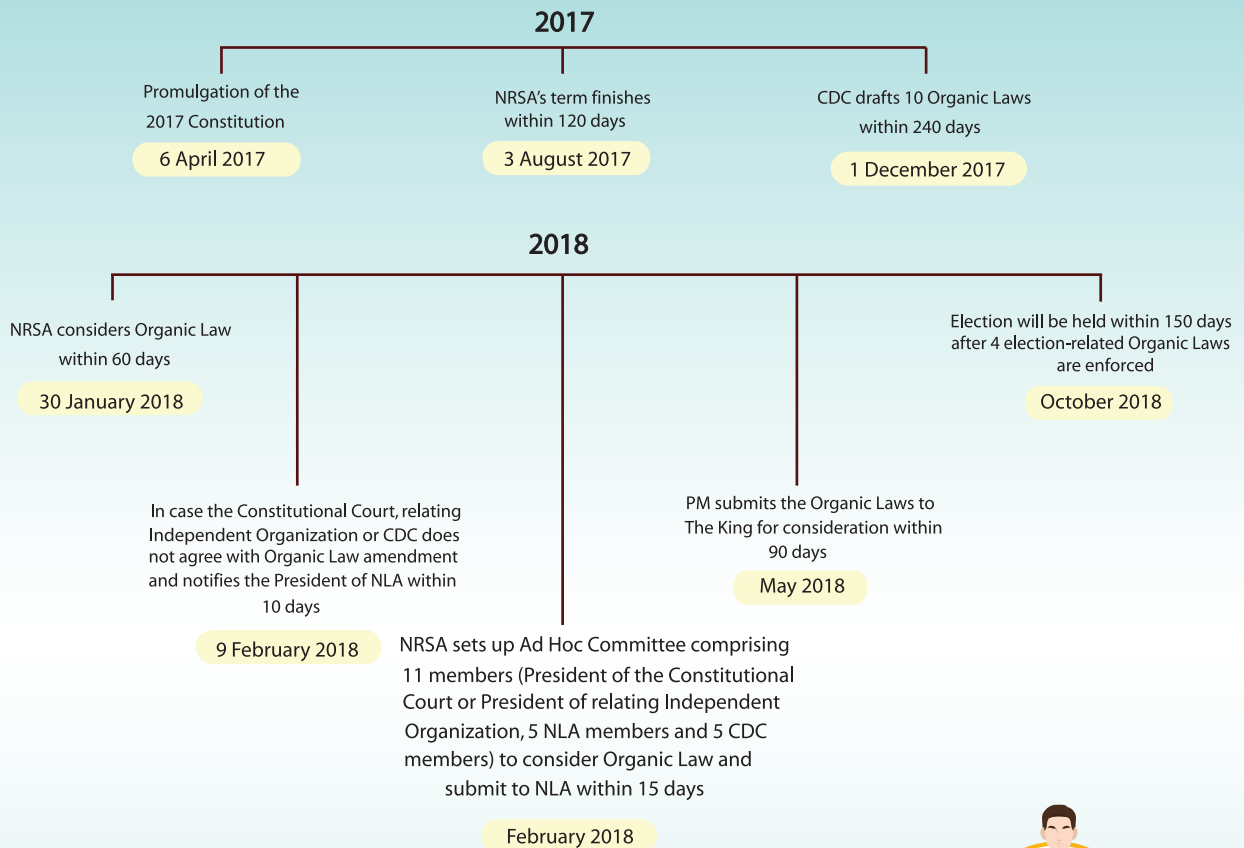 2017
Promulgation of the
2017 Constitution
6 April 2017
NRSA's term finishes
within 120 days
3 August 2017
CDC drafts 10 Organic Laws
within 240 days
1 December 2017
2018
NRSA considers Organic Law
within 60 days
30 January 2018
In case the Constitutional Court, relating
Independent Organization or CDC does
not agree with Organic Law amendment
and notifies the President of NLA within
10 days
9 February 2018
NRSA sets up Ad Hoc Committee comprising
11 members (President of the Constitutional
Court or President of relating Independent
Organization, 5 NLA members and 5 CDC
members) to consider Organic Law and
submit to NLA within 15 days
February 2018
PM submits the Organic Laws to
The King for consideration within
90 days
May 2018
Election will be held within 150 days
after 4 election-related Organic Laws
are enforced
October 2018